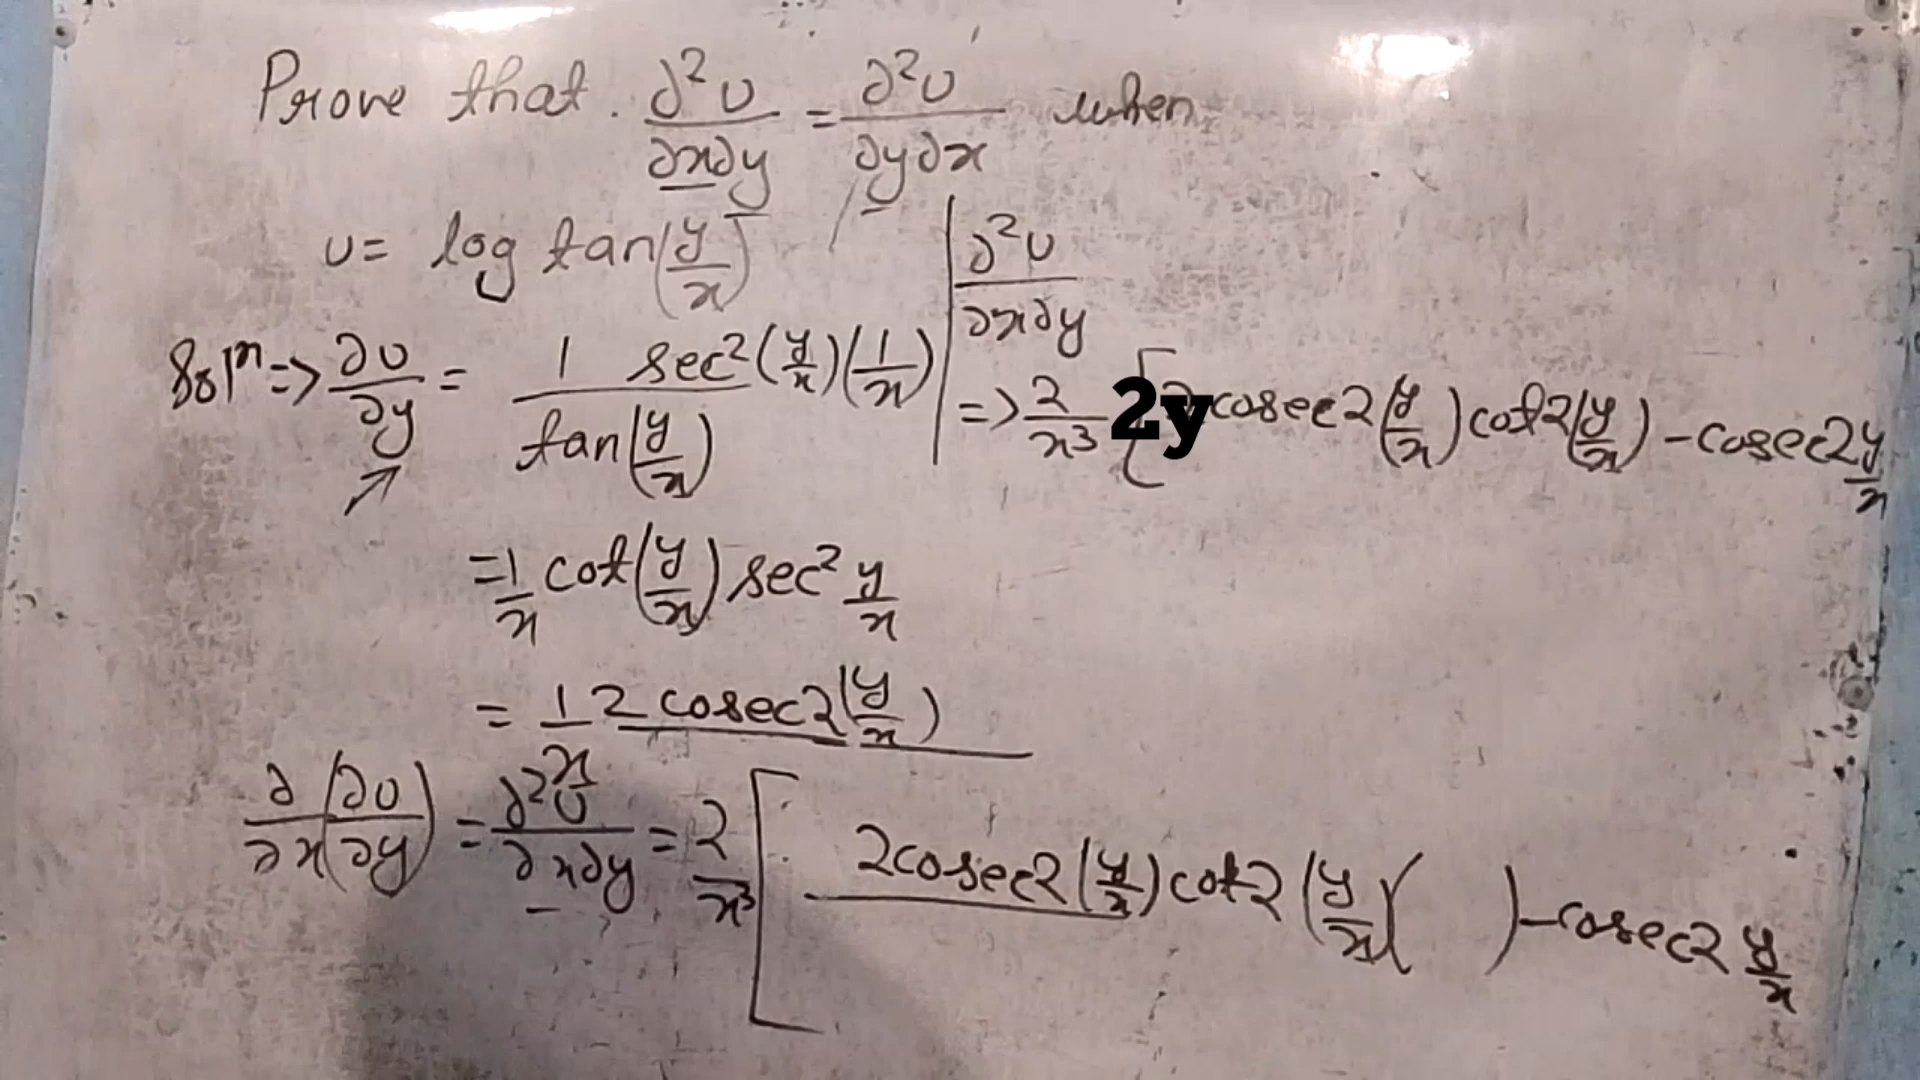 Prove that ∂²u/∂x∂y = ∂²u/∂y∂x when
u = log tan(y/x)
Solⁿ => ∂u/∂y = 1/tan(y/x) sec²(y/x)(1/x)
= 1/x cot(y/x) sec² y/x
= 1/x 2 cosec2(y/x)
∂/∂x(∂u/∂y) = ∂²u/∂x∂y = 2/x³ [ 2cosec2(y/x) cot2(y/x)( ) - cosec2 y/x
∂²u/∂x∂y
=> 2/x³ [2y cosec2(y/x) cot2(y/x) - cosec2 y/x